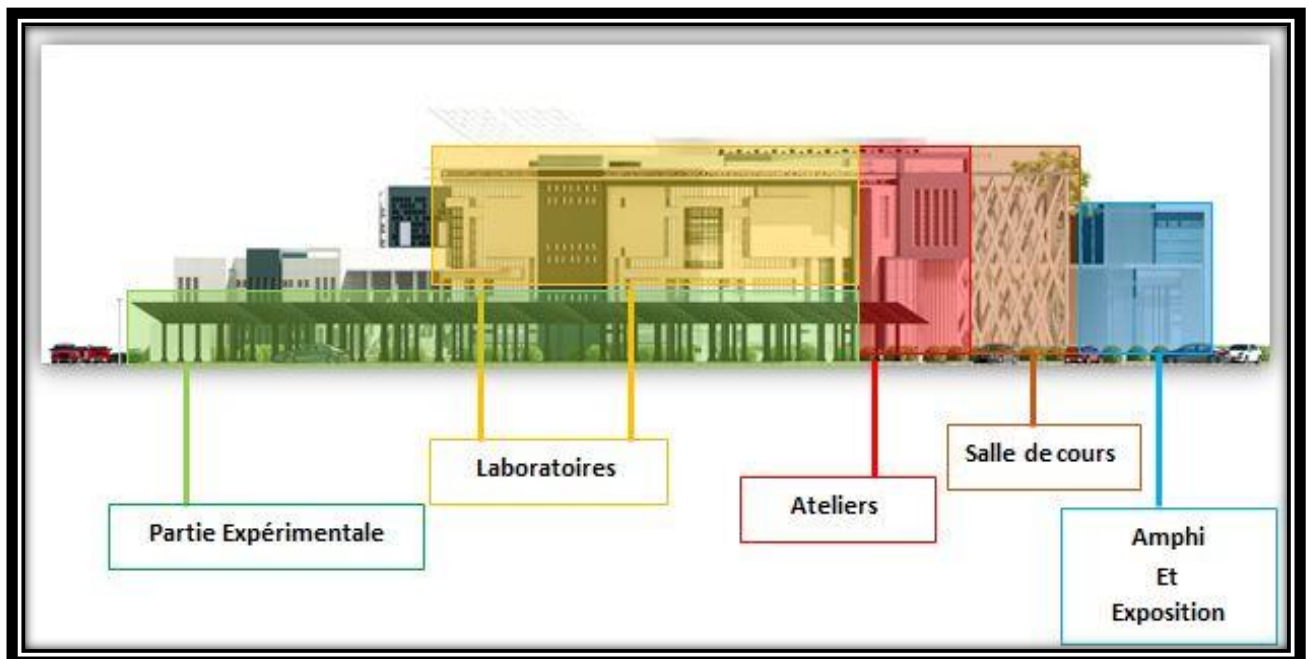 Salle de cours
Laboratoires
Ateliers
Partie Expérimentale
Amphi
Et
Exposition